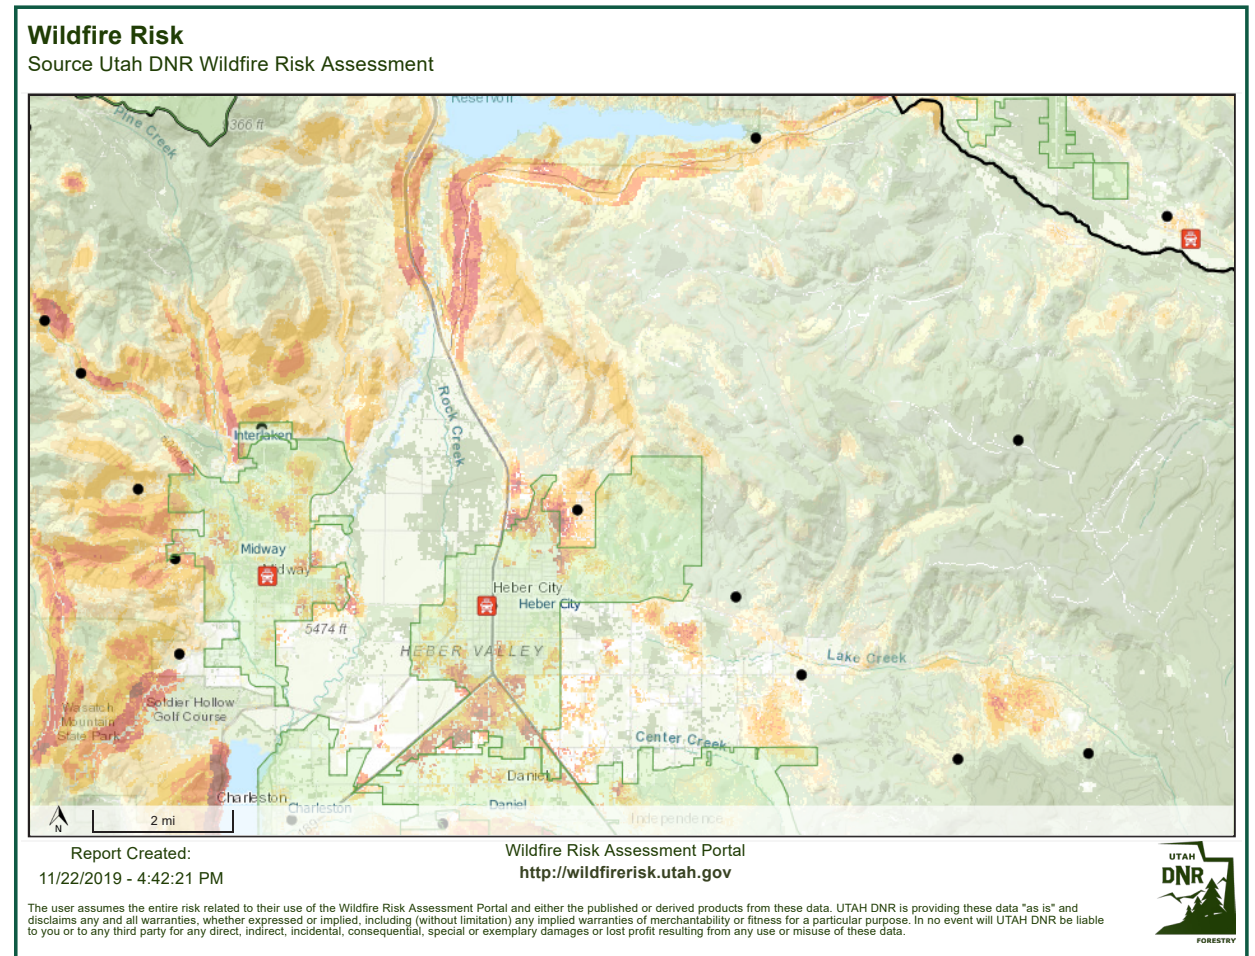 Wildfire Risk
Source Utah DNR Wildfire Risk Assessment
Reservoir
Pine Creek
366 ft
Rock Creek
Interlaken
Midway
Midway
Heber City
Heber City
5474 ft
HEBER VALLEY
Lake Creek
Soldier Hollow
Golf Course
Wasatch
Mountain
State Park
Center Creek
Daniel
Charleston
Charleston
Daniel
189
Independence
N
2 mi
Report Created:
11/22/2019 - 4:42:21 PM
Wildfire Risk Assessment Portal
http://wildfirerisk.utah.gov
UTAH
DNR
FORESTRY
The user assumes the entire risk related to their use of the Wildfire Risk Assessment Portal and either the published or derived products from these data. UTAH DNR is providing these data "as is" and
disclaims any and all warranties, whether expressed or implied, including (without limitation) any implied warranties of merchantability or fitness for a particular purpose. In no event will UTAH DNR be liable
to you or to any third party for any direct, indirect, incidental, consequential, special or exemplary damages or lost profit resulting from any use or misuse of these data.